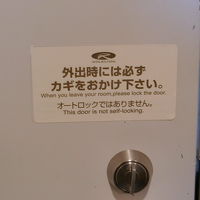 外出時には必ず
カギをおかけ下さい。
When you leave your room,please lock the door.
オートロックではありません。
This door is not self-locking.